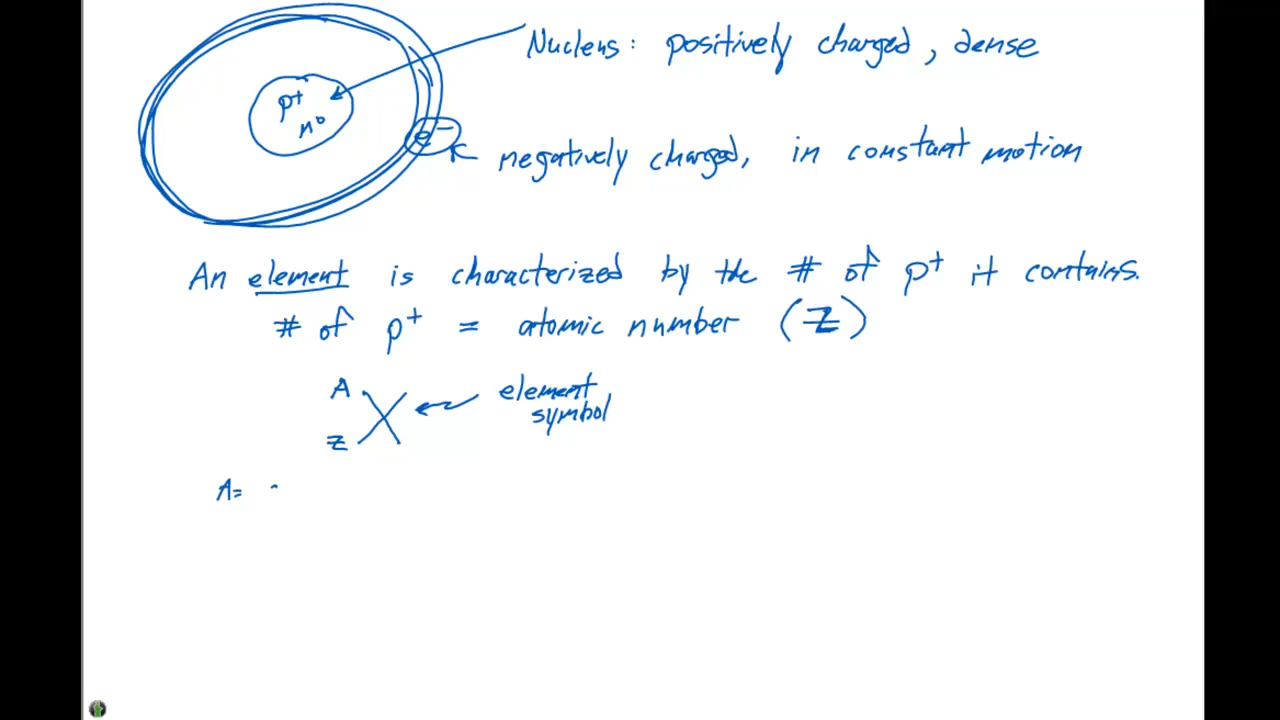 Nucleus: positively charged, dense
p+
n°
e-
negatively charged, in constant motion
An element is characterized by the # of p+ it contains.
# of p+ = atomic number (Z)
A
X
Z
element
symbol
A=